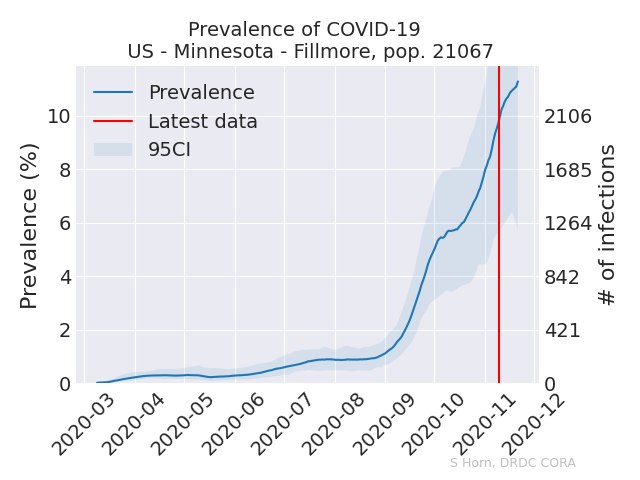 Prevalence of COVID-19
US - Minnesota - Fillmore, pop. 21067
Prevalence
Latest data
95CI
Prevalence (%)
10
8
6
4
2
0
2106
1685
1264
842
421
0
# of infections
2020-03
2020-04
2020-05
2020-06
2020-07
2020-08
2020-09
2020-10
2020-11
2020-12
S Horn, DRDC CORA